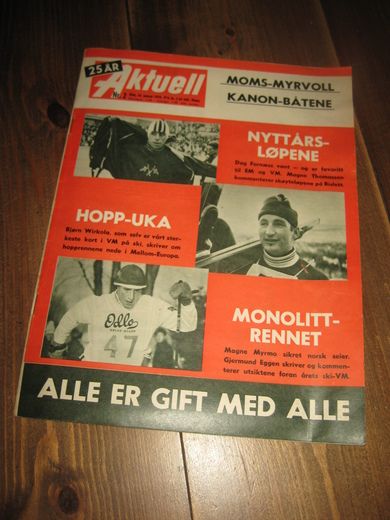 25 ÅR
Aktuell
Nr. 2
MOMS-MYRVOLL
KANON-BÅTENE
NYTTÅRS-
LØPENE
Dag Fornæss vant – og er favoritt
til EM og VM. Magne Thomassen
kommenterer skøyteløpene på Bislett.
HOPP-UKA
Bjørn Wirkola, som selv er vårt ster-
keste kort i VM på ski, skriver om
hopprennene nede i Mellom-Europa.
Odlo
47
MONOLITT-
RENNET
Magne Myrmo sikret norsk seier.
Gjermund Eggen skriver og kommen-
terer utsiktene foran årets ski-VM.
ALLE ER GIFT MED ALLE